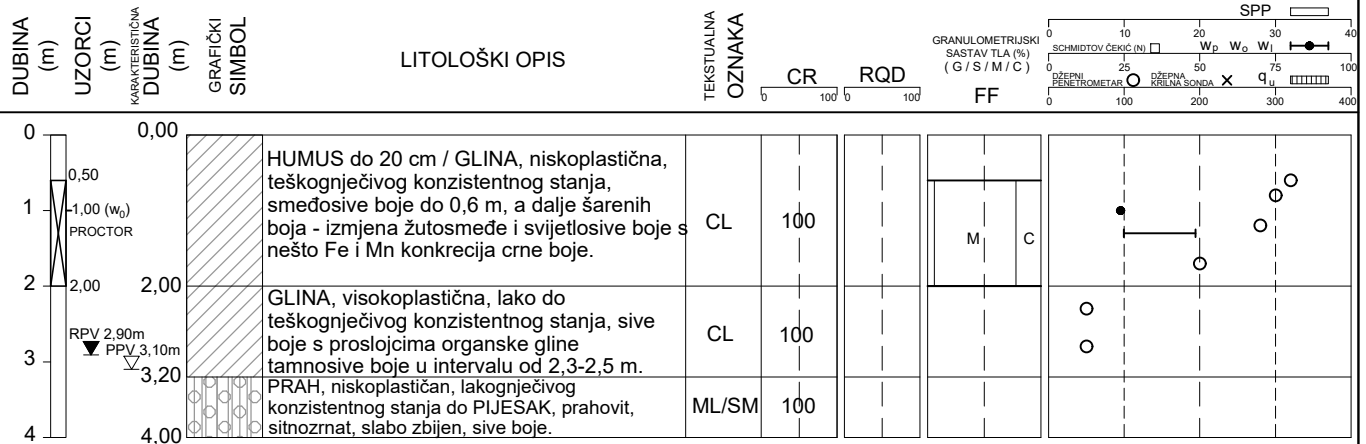 DUBINA
(m)
UZORCI
(m)
KARAKTERISTIČNA
DUBINA
(m)
GRAFIČKI
SIMBOL
LITOLOŠKI OPIS
TEKSTUALNA
OZNAKA
CR
0 100
RQD
0 100
GRANULOMETRIJSKI
SASTAV TLA (%)
( G / S / M / C )
FF
SPP
0 10 20 30 40
SCHMIDTOV ČEKIĆ (N) wp wo wl
0 25 50 75 100
DŽEPNI
PENETROMETAR
DŽEPNA
KRILNA SONDA
qu
0 100 200 300 400
0
1
2
3
4
0,50
1,00 (w0)
PROCTOR
2,00
RPV 2,90m
PPV 3,10m
0,00
2,00
3,20
4,00
HUMUS do 20 cm / GLINA, niskoplastična,
teškognječivog konzistentnog stanja,
smeđosive boje do 0,6 m, a dalje šarenih
boja - izmjena žutosmeđe i svijetlosive boje s
nešto Fe i Mn konkrecija crne boje.
CL
100
M
C
GLINA, visokoplastična, lako do
teškognječivog konzistentnog stanja, sive
boje s proslojcima organske gline
tamnosive boje u intervalu od 2,3-2,5 m.
CL
100
PRAH, niskoplastičan, lakognječivog
konzistentnog stanja do PIJESAK, prahovit,
sitnozrnat, slabo zbijen, sive boje.
ML/SM
100